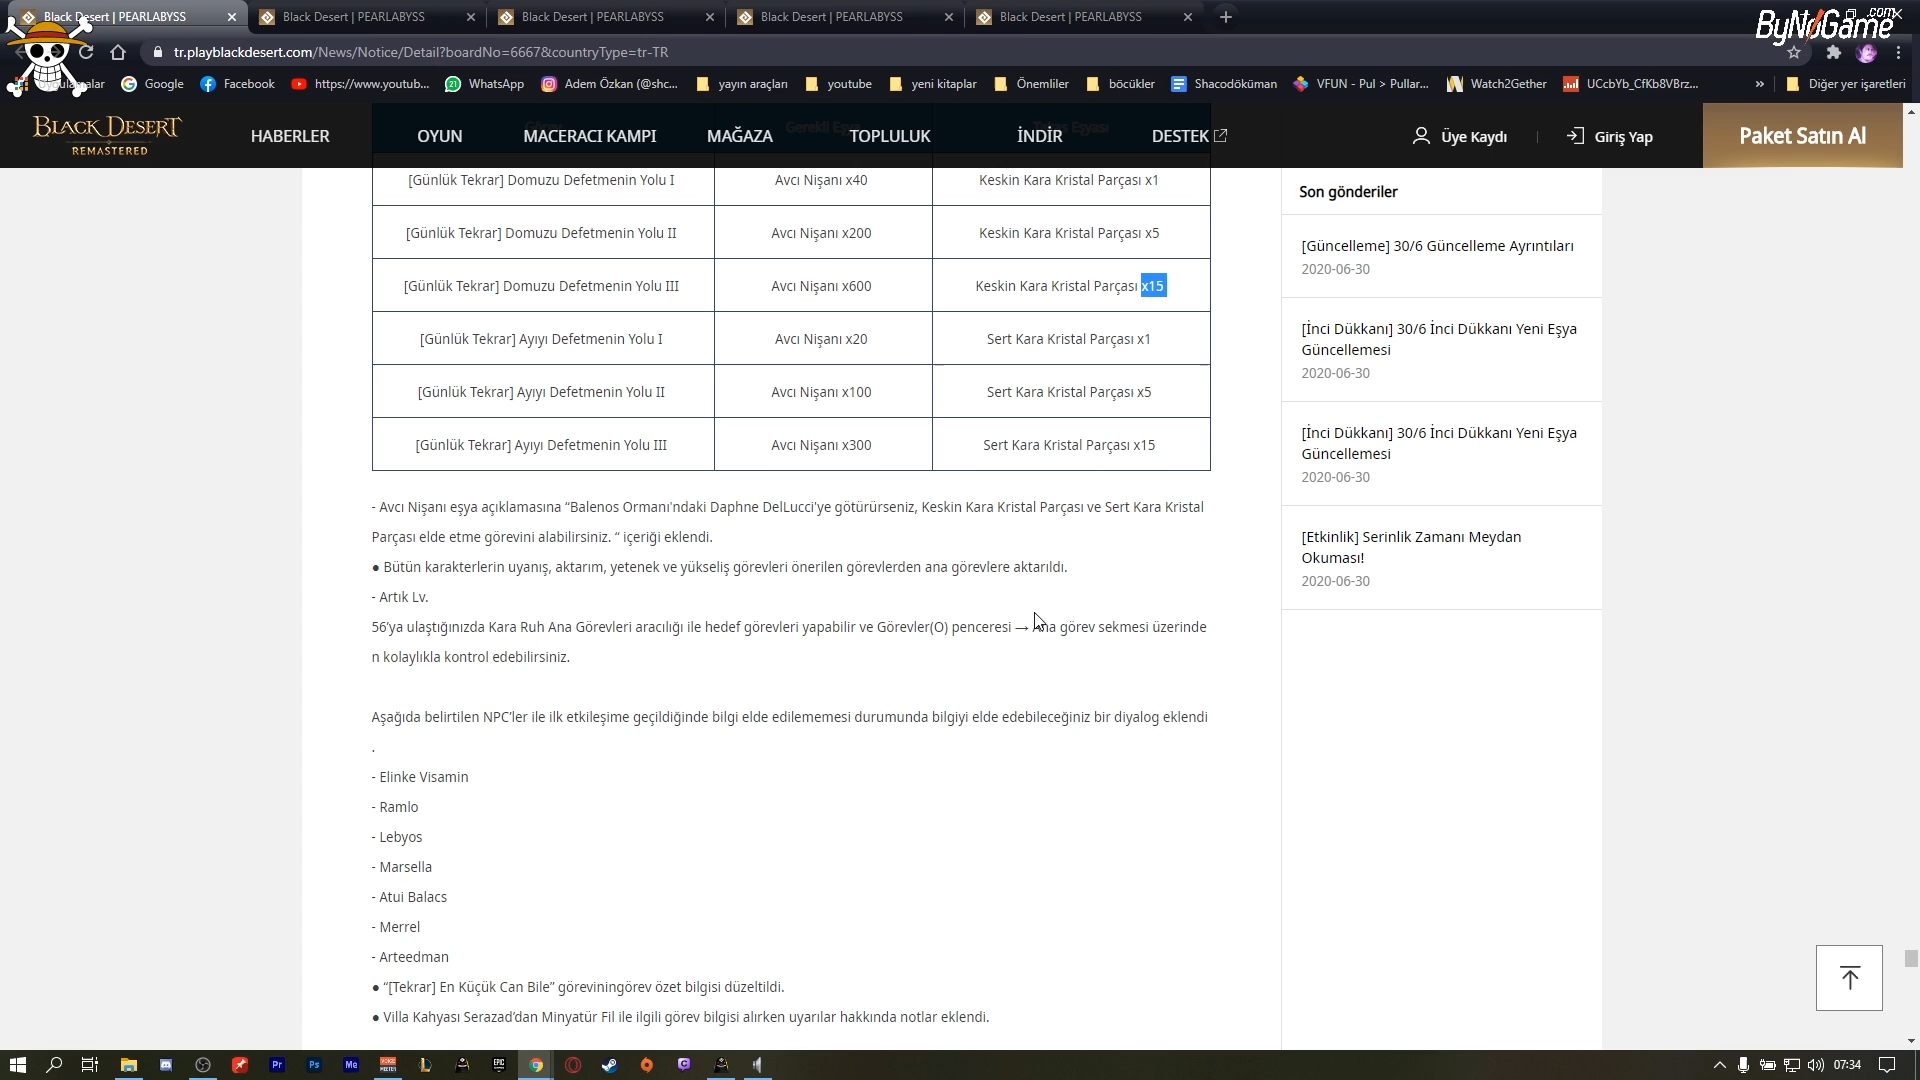 Black Desert | PEARLABYSS
Black Desert | PEARLABYSS
Black Desert | PEARLABYSS
Black Desert | PEARLABYSS
Black Desert | PEARLABYSS
ByNoGame .com
tr.playblackdesert.com/News/Notice/Detail?boardNo=6667&countryType=tr-TR
Google
Facebook
https://www.youtub...
WhatsApp
Adem Özkan (@shc...
yayın araçları
youtube
yeni kitaplar
Önemliler
böcükler
Shacodöküman
VFUN - Pul > Pullar...
Watch2Gether
UCcbYb_CfKb8VBrz...
»
Diğer yer işaretleri
BLACK DESERT
REMASTERED
HABERLER
OYUN
MACERACI KAMPI
MAĞAZA
TOPLULUK
İNDİR
DESTEK
Üye Kaydı
Giriş Yap
Paket Satın Al
[Günlük Tekrar] Domuzu Defetmenin Yolu I Avcı Nişanı x40 Keskin Kara Kristal Parçası x1
[Günlük Tekrar] Domuzu Defetmenin Yolu II Avcı Nişanı x200 Keskin Kara Kristal Parçası x5
[Günlük Tekrar] Domuzu Defetmenin Yolu III Avcı Nişanı x600 Keskin Kara Kristal Parçası x15
[Günlük Tekrar] Ayıyı Defetmenin Yolu I Avcı Nişanı x20 Sert Kara Kristal Parçası x1
[Günlük Tekrar] Ayıyı Defetmenin Yolu II Avcı Nişanı x100 Sert Kara Kristal Parçası x5
[Günlük Tekrar] Ayıyı Defetmenin Yolu III Avcı Nişanı x300 Sert Kara Kristal Parçası x15
- Avcı Nişanı eşya açıklamasına “Balenos Ormanı'ndaki Daphne DelLucci'ye götürürseniz, Keskin Kara Kristal Parçası ve Sert Kara Kristal
Parçası elde etme görevini alabilirsiniz. “ içeriği eklendi.
● Bütün karakterlerin uyanış, aktarım, yetenek ve yükseliş görevleri önerilen görevlerden ana görevlere aktarıldı.
- Artık Lv.
56’ya ulaştığınızda Kara Ruh Ana Görevleri aracılığı ile hedef görevleri yapabilir ve Görevler(O) penceresi → Ana görev sekmesi üzerinde
n kolaylıkla kontrol edebilirsiniz.
Aşağıda belirtilen NPC’ler ile ilk etkileşime geçildiğinde bilgi elde edilememesi durumunda bilgiyi elde edebileceğiniz bir diyalog eklendi
.
- Elinke Visamin
- Ramlo
- Lebyos
- Marsella
- Atui Balacs
- Merrel
- Arteedman
● “[Tekrar] En Küçük Can Bile” göreviningörev özet bilgisi düzeltildi.
● Villa Kahyası Serazad’dan Minyatür Fil ile ilgili görev bilgisi alırken uyarılar hakkında notlar eklendi.
Son gönderiler
[Güncelleme] 30/6 Güncelleme Ayrıntıları
2020-06-30
[İnci Dükkanı] 30/6 İnci Dükkanı Yeni Eşya
Güncellemesi
2020-06-30
[İnci Dükkanı] 30/6 İnci Dükkanı Yeni Eşya
Güncellemesi
2020-06-30
[Etkinlik] Serinlik Zamanı Meydan
Okuması!
2020-06-30
Pr
Ps
Me
EPIC
07:34